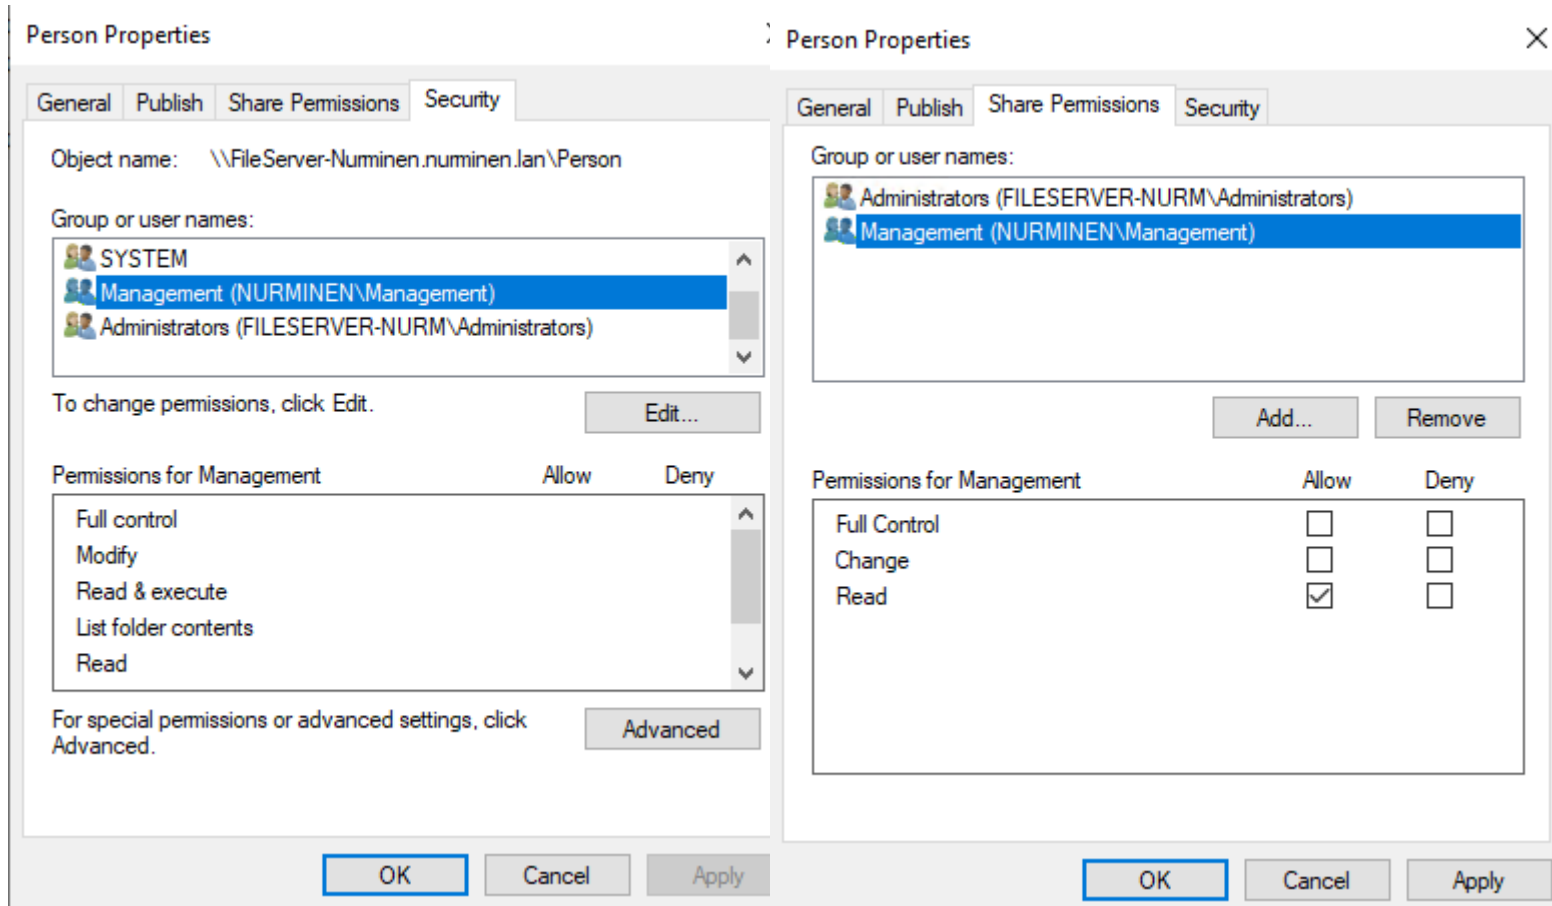 Person Properties
General Publish Share Permissions Security
Object name: \\FileServer-Nurminen.nurminen.lan\Person
Group or user names:
SYSTEM
Management (NURMINEN\Management)
Administrators (FILESERVER-NURM\Administrators)
To change permissions, click Edit.
Edit...
Permissions for Management Allow Deny
Full control
Modify
Read & execute
List folder contents
Read
For special permissions or advanced settings, click
Advanced.
Advanced
OK Cancel Apply
Person Properties
General Publish Share Permissions Security
Group or user names:
Administrators (FILESERVER-NURM\Administrators)
Management (NURMINEN\Management)
Add... Remove
Permissions for Management Allow Deny
Full Control
Change
Read
OK Cancel Apply